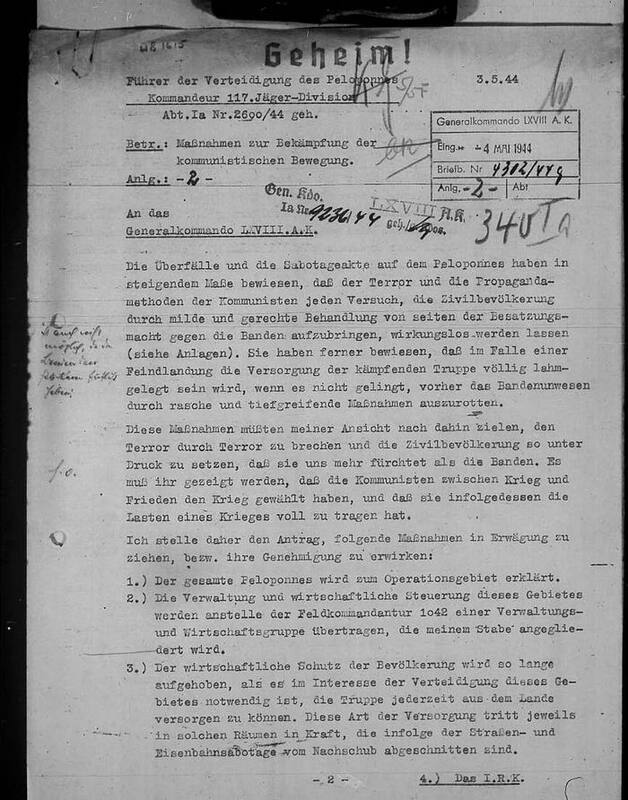 Geheim!
Führer der Verteidigung des Peloponnes
3.5.44
Kommandeur 117.Jäger-Division
Abt.Ia Nr.2600/44 geh.
Generalkommando LXVIII A. K.
Eing.: -4 MAI 1944
Briefb. Nr 4302/44g
Anlg. -2- Abt
Betr.: Maßnahmen zur Bekämpfung der
kommunistischen Bewegung.
Anlg.: -2-
Gen. Kdo. LXVIII A.K.
Ia Nr. 9236/44 geh.
340 Ia
An das
Generalkommando LXVIII.A.K.
Die Überfälle und die Sabotageakte auf dem Peloponnes haben in
steigendem Maße bewiesen, daß der Terror und die Propaganda-
methoden der Kommunisten jeden Versuch, die Zivilbevölkerung
durch milde und gerechte Behandlung von seiten der Besatzungs-
macht gegen die Banden aufzubringen, wirkungslos werden lassen
(siehe Anlagen). Sie haben ferner bewiesen, daß im Falle einer
Feindlandung die Versorgung der kämpfenden Truppe völlig lahm-
gelegt sein wird, wenn es nicht gelingt, vorher das Bandenunwesen
durch rasche und tiefgreifende Maßnahmen auszurotten.
Diese Maßnahmen müßten meiner Ansicht nach dahin zielen, den
Terror durch Terror zu brechen und die Zivilbevölkerung so unter
Druck zu setzen, daß sie uns mehr fürchtet als die Banden. Es
muß ihr gezeigt werden, daß die Kommunisten zwischen Krieg und
Frieden den Krieg gewählt haben, und daß sie infolgedessen die
Lasten eines Krieges voll zu tragen hat.
Ich stelle daher den Antrag, folgende Maßnahmen in Erwägung zu
ziehen, bezw. ihre Genehmigung zu erwirken:
1.) Der gesamte Peloponnes wird zum Operationsgebiet erklärt.
2.) Die Verwaltung und wirtschaftliche Steuerung dieses Gebietes
werden anstelle der Feldkommandantur 1042 einer Verwaltungs-
und Wirtschaftsgruppe übertragen, die meinem Stabe angeglie-
dert wird.
3.) Der wirtschaftliche Schutz der Bevölkerung wird so lange
aufgehoben, als es im Interesse der Verteidigung dieses Ge-
bietes notwendig ist, die Truppe jederzeit aus dem Lande
versorgen zu können. Diese Art der Versorgung tritt jeweils
in solchen Räumen in Kraft, die infolge der Straßen- und
Eisenbahnsabotage vom Nachschub abgeschnitten sind.
- 2 -
4.) Das I.R.K.